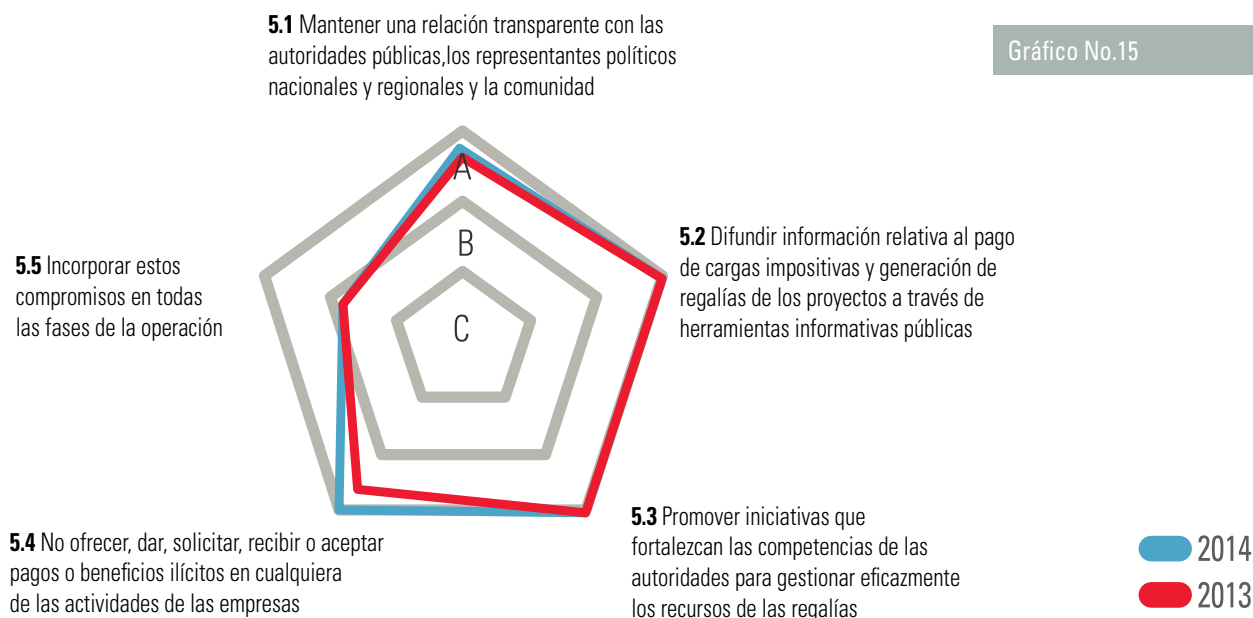 5.1 Mantener una relación transparente con las
autoridades públicas,los representantes políticos
nacionales y regionales y la comunidad
Gráfico No.15
A
B
C
5.2 Difundir información relativa al pago
de cargas impositivas y generación de
regalías de los proyectos a través de
herramientas informativas públicas
5.5 Incorporar estos
compromisos en todas
las fases de la operación
5.3 Promover iniciativas que
fortalezcan las competencias de las
autoridades para gestionar eficazmente
los recursos de las regalías
5.4 No ofrecer, dar, solicitar, recibir o aceptar
pagos o beneficios ilícitos en cualquiera
de las actividades de las empresas
2014
2013